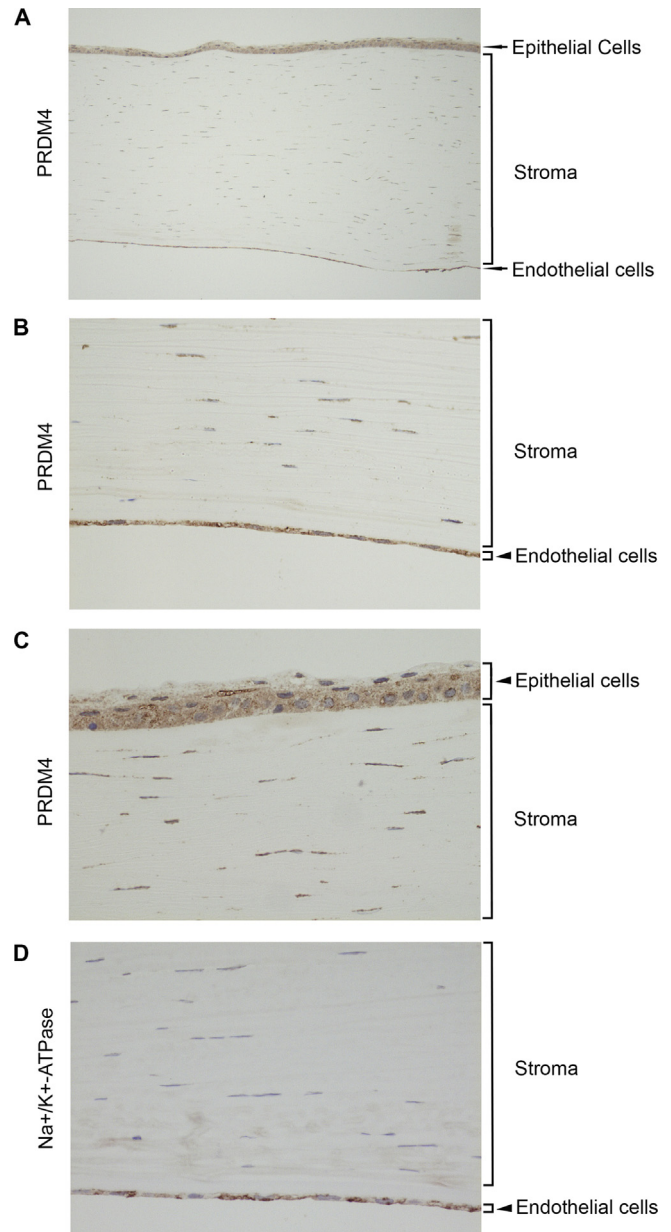 A
PRDM4
Epithelial Cells
Stroma
Endothelial cells
B
PRDM4
Stroma
Endothelial cells
C
PRDM4
Epithelial cells
Stroma
D
Na+/K+-ATPase
Stroma
Endothelial cells